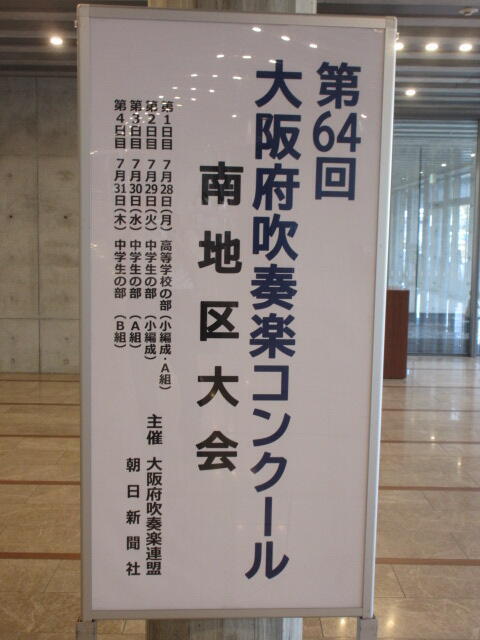 第64回
大阪府吹奏楽コンクール
南地区大会
第1日目 7月28日(月) 高等学校の部(小編成・A組)
第2日目 7月29日(火) 中学生の部 (小編成)
第3日目 7月30日(水) 中学生の部 (A組)
第4日目 7月31日(木) 中学生の部 (B組)
主催 大阪府吹奏楽連盟
朝日新聞社